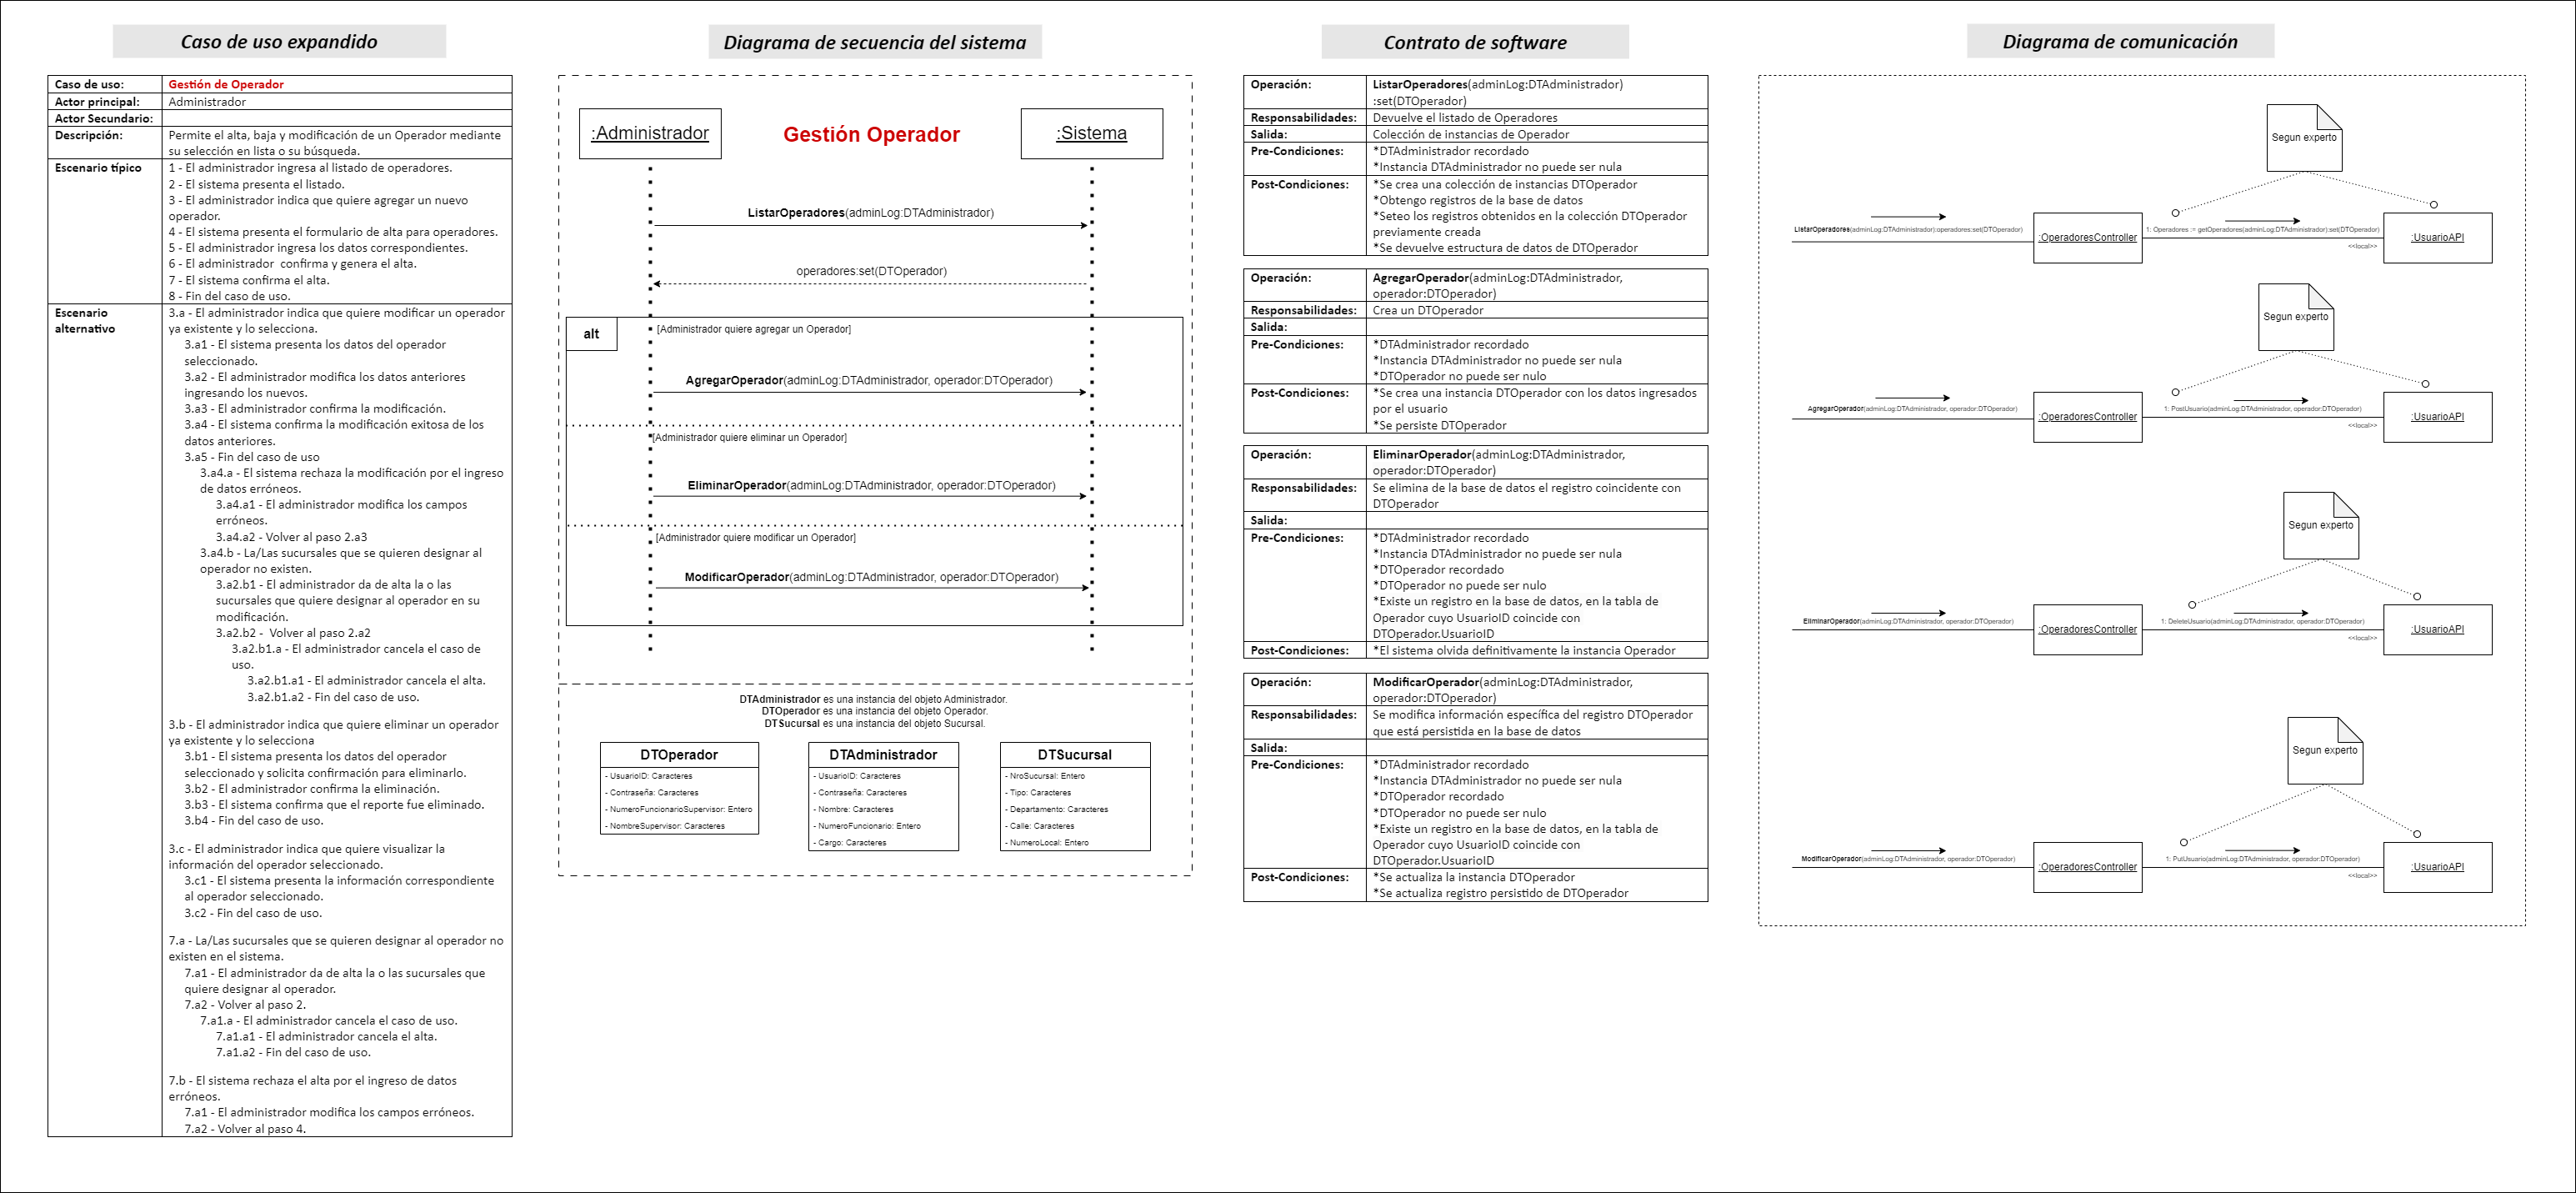 Caso de uso expandido
Caso de uso: Gestión de Operador
Actor principal: Administrador
Actor Secundario:
Descripción: Permite el alta, baja y modificación de un Operador mediante
su selección en lista o su búsqueda.
Escenario típico 1 - El administrador ingresa al listado de operadores.
2 - El sistema presenta el listado.
3 - El administrador indica que quiere agregar un nuevo
operador.
4 - El sistema presenta el formulario de alta para operadores.
5 - El administrador ingresa los datos correspondientes.
6 - El administrador  confirma y genera el alta.
7 - El sistema confirma el alta.
8 - Fin del caso de uso.
Escenario
alternativo
3.a - El administrador indica que quiere modificar un operador
ya existente y lo selecciona.
3.a1 - El sistema presenta los datos del operador
seleccionado.
3.a2 - El administrador modifica los datos anteriores
ingresando los nuevos.
3.a3 - El administrador confirma la modificación.
3.a4 - El sistema confirma la modificación exitosa de los
datos anteriores.
3.a5 - Fin del caso de uso
3.a4.a - El sistema rechaza la modificación por el ingreso
de datos erróneos.
3.a4.a1 - El administrador modifica los campos
erróneos.
3.a4.a2 - Volver al paso 2.a3
3.a4.b - La/Las sucursales que se quieren designar al
operador no existen.
3.a2.b1 - El administrador da de alta la o las
sucursales que quiere designar al operador en su
modificación.
3.a2.b2 -  Volver al paso 2.a2
3.a2.b1.a - El administrador cancela el caso de
uso.
3.a2.b1.a1 - El administrador cancela el alta.
3.a2.b1.a2 - Fin del caso de uso.
3.b - El administrador indica que quiere eliminar un operador
ya existente y lo selecciona
3.b1 - El sistema presenta los datos del operador
seleccionado y solicita confirmación para eliminarlo.
3.b2 - El administrador confirma la eliminación.
3.b3 - El sistema confirma que el reporte fue eliminado.
3.b4 - Fin del caso de uso.
3.c - El administrador indica que quiere visualizar la
información del operador seleccionado.
3.c1 - El sistema presenta la información correspondiente
al operador seleccionado.
3.c2 - Fin del caso de uso.
7.a - La/Las sucursales que se quieren designar al operador no
existen en el sistema.
7.a1 - El administrador da de alta la o las sucursales que
quiere designar al operador.
7.a2 - Volver al paso 2.
7.a1.a - El administrador cancela el caso de uso.
7.a1.a1 - El administrador cancela el alta.
7.a1.a2 - Fin del caso de uso.
7.b - El sistema rechaza el alta por el ingreso de datos
erróneos.
7.a1 - El administrador modifica los campos erróneos.
7.a2 - Volver al paso 4.
Diagrama de secuencia del sistema
:Administrador
Gestión Operador
:Sistema
ListarOperadores(adminLog:DTAdministrador)
operadores:set(DTOperador)
alt
[Administrador quiere agregar un Operador]
AgregarOperador(adminLog:DTAdministrador, operador:DTOperador)
[Administrador quiere eliminar un Operador]
EliminarOperador(adminLog:DTAdministrador, operador:DTOperador)
[Administrador quiere modificar un Operador]
ModificarOperador(adminLog:DTAdministrador, operador:DTOperador)
DTAdministrador es una instancia del objeto Administrador.
DTOperador es una instancia del objeto Operador.
DTSucursal es una instancia del objeto Sucursal.
DTOperador
- UsuarioID: Caracteres
- Contraseña: Caracteres
- NumeroFuncionarioSupervisor: Entero
- NombreSupervisor: Caracteres
DTAdministrador
- UsuarioID: Caracteres
- Contraseña: Caracteres
- Nombre: Caracteres
- NumeroFuncionario: Entero
- Cargo: Caracteres
DTSucursal
- NroSucursal: Entero
- Tipo: Caracteres
- Departamento: Caracteres
- Calle: Caracteres
- NumeroLocal: Entero
Contrato de software
Operación: ListarOperadores(adminLog:DTAdministrador)
:set(DTOperador)
Responsabilidades: Devuelve el listado de Operadores
Salida: Colección de instancias de Operador
Pre-Condiciones: *DTAdministrador recordado
*Instancia DTAdministrador no puede ser nula
Post-Condiciones: *Se crea una colección de instancias DTOperador
*Obtengo registros de la base de datos
*Seteo los registros obtenidos en la colección DTOperador
previamente creada
*Se devuelve estructura de datos de DTOperador
Operación: AgregarOperador(adminLog:DTAdministrador,
operador:DTOperador)
Responsabilidades: Crea un DTOperador
Salida:
Pre-Condiciones: *DTAdministrador recordado
*Instancia DTAdministrador no puede ser nula
*DTOperador no puede ser nulo
Post-Condiciones: *Se crea una instancia DTOperador con los datos ingresados
por el usuario
*Se persiste DTOperador
Operación: EliminarOperador(adminLog:DTAdministrador,
operador:DTOperador)
Responsabilidades: Se elimina de la base de datos el registro coincidente con
DTOperador
Salida:
Pre-Condiciones: *DTAdministrador recordado
*Instancia DTAdministrador no puede ser nula
*DTOperador recordado
*DTOperador no puede ser nulo
*Existe un registro en la base de datos, en la tabla de
Operador cuyo UsuarioID coincide con
DTOperador.UsuarioID
Post-Condiciones: *El sistema olvida definitivamente la instancia Operador
Operación: ModificarOperador(adminLog:DTAdministrador,
operador:DTOperador)
Responsabilidades: Se modifica información específica del registro DTOperador
que está persistida en la base de datos
Salida:
Pre-Condiciones: *DTAdministrador recordado
*Instancia DTAdministrador no puede ser nula
*DTOperador recordado
*DTOperador no puede ser nulo
*Existe un registro en la base de datos, en la tabla de
Operador cuyo UsuarioID coincide con
DTOperador.UsuarioID
Post-Condiciones: *Se actualiza la instancia DTOperador
*Se actualiza registro persistido de DTOperador
Diagrama de comunicación
Segun experto
ListarOperadores(adminLog:DTAdministrador):operadores:set(DTOperador)
:OperadoresController
1: Operadores := getOperadores(adminLog:DTAdministrador):set(DTOperador)
<<local>>
:UsuarioAPI
Segun experto
AgregarOperador(adminLog:DTAdministrador, operador:DTOperador)
:OperadoresController
1: PostUsuario(adminLog:DTAdministrador, operador:DTOperador)
<<local>>
:UsuarioAPI
Segun experto
EliminarOperador(adminLog:DTAdministrador, operador:DTOperador)
:OperadoresController
1: DeleteUsuario(adminLog:DTAdministrador, operador:DTOperador)
<<local>>
:UsuarioAPI
Segun experto
ModificarOperador(adminLog:DTAdministrador, operador:DTOperador)
:OperadoresController
1: PutUsuario(adminLog:DTAdministrador, operador:DTOperador)
<<local>>
:UsuarioAPI